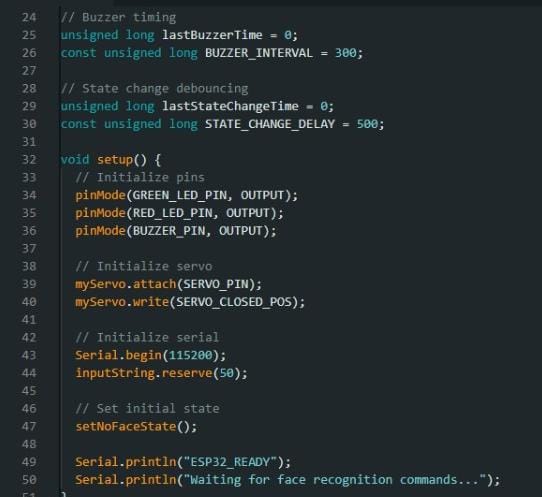 24 // Buzzer timing
25 unsigned long lastBuzzerTime = 0;
26 const unsigned long BUZZER_INTERVAL = 300;
27
28 // State change debouncing
29 unsigned long lastStateChangeTime = 0;
30 const unsigned long STATE_CHANGE_DELAY = 500;
31
32 void setup() {
33   // Initialize pins
34   pinMode(GREEN_LED_PIN, OUTPUT);
35   pinMode(RED_LED_PIN, OUTPUT);
36   pinMode(BUZZER_PIN, OUTPUT);
37
38   // Initialize servo
39   myServo.attach(SERVO_PIN);
40   myServo.write(SERVO_CLOSED_POS);
41
42   // Initialize serial
43   Serial.begin(115200);
44   inputString.reserve(50);
45
46   // Set initial state
47   setNoFaceState();
48
49   Serial.println("ESP32_READY");
50   Serial.println("Waiting for face recognition commands...");